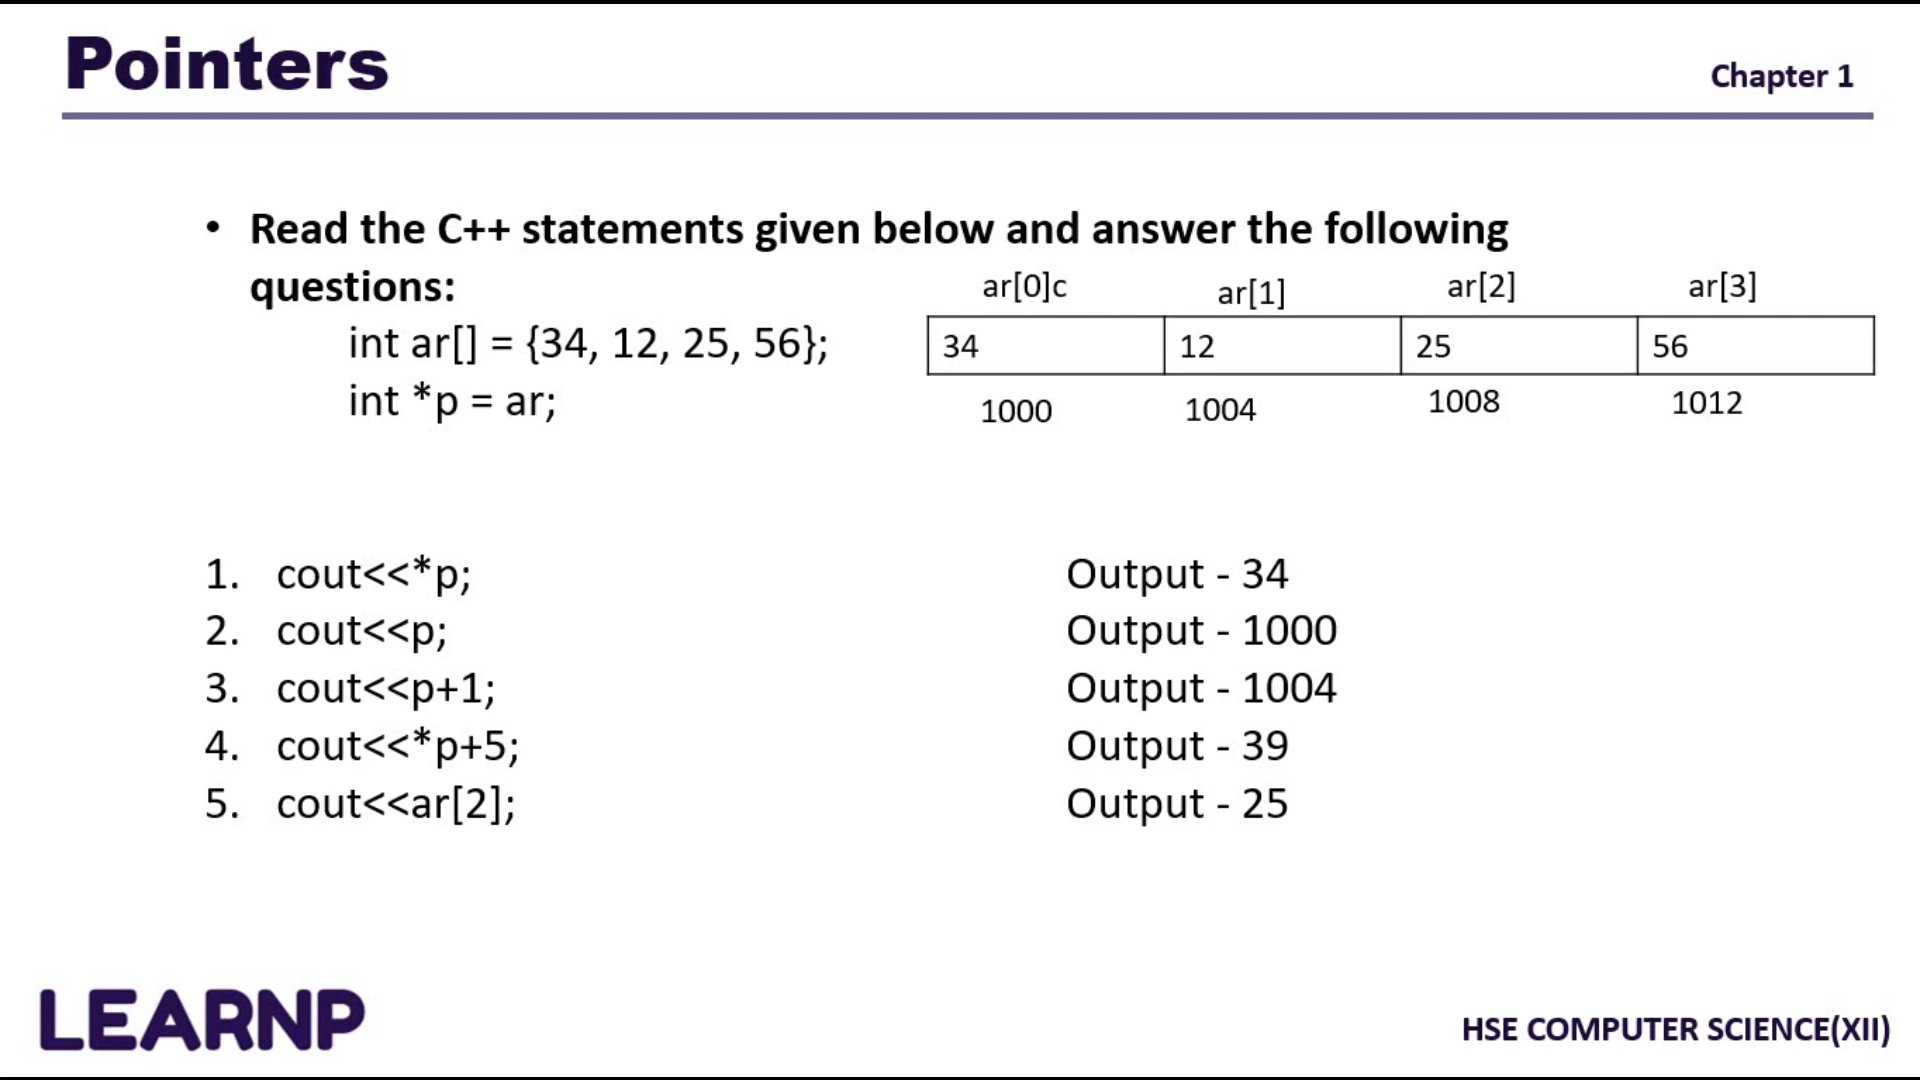 Pointers
Chapter 1
• Read the C++ statements given below and answer the following
questions:
int ar[] = {34, 12, 25, 56};
int *p = ar;
ar[0]c ar[1] ar[2] ar[3]
34 12 25 56
1000 1004 1008 1012
1. cout<<*p; Output - 34
2. cout<<p; Output - 1000
3. cout<<p+1; Output - 1004
4. cout<<*p+5; Output - 39
5. cout<<ar[2]; Output - 25
LEARNP
HSE COMPUTER SCIENCE(XII)